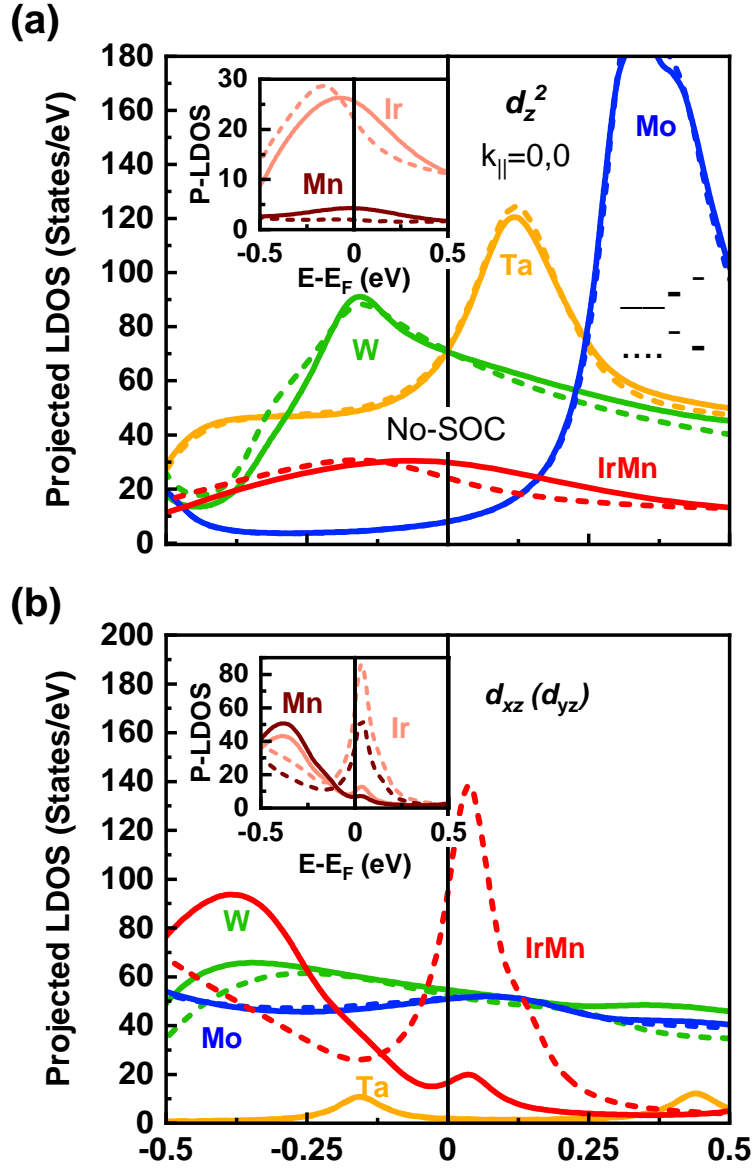 (a)
Projected LDOS (States/eV)
180
160
140
120
100
80
60
40
20
0
P-LDOS
30
25
20
15
10
5
0
Ir
Mn
-0.5 0 0.5
E-E_F (eV)
d_z^2
k_||=0,0
Mo
Ta
W
No-SOC
IrMn
(b)
Projected LDOS (States/eV)
200
180
160
140
120
100
80
60
40
20
0
P-LDOS
80
60
40
20
0
Mn
Ir
-0.5 0 0.5
E-E_F (eV)
d_xz (d_yz)
W
IrMn
Mo
Ta
-0.5 -0.25 0 0.25 0.5